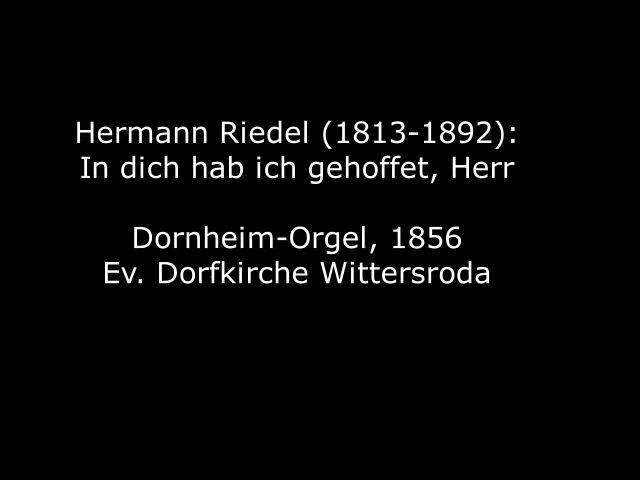 Hermann Riedel (1813-1892):
In dich hab ich gehoffet, Herr
Dornheim-Orgel, 1856
Ev. Dorfkirche Wittersroda